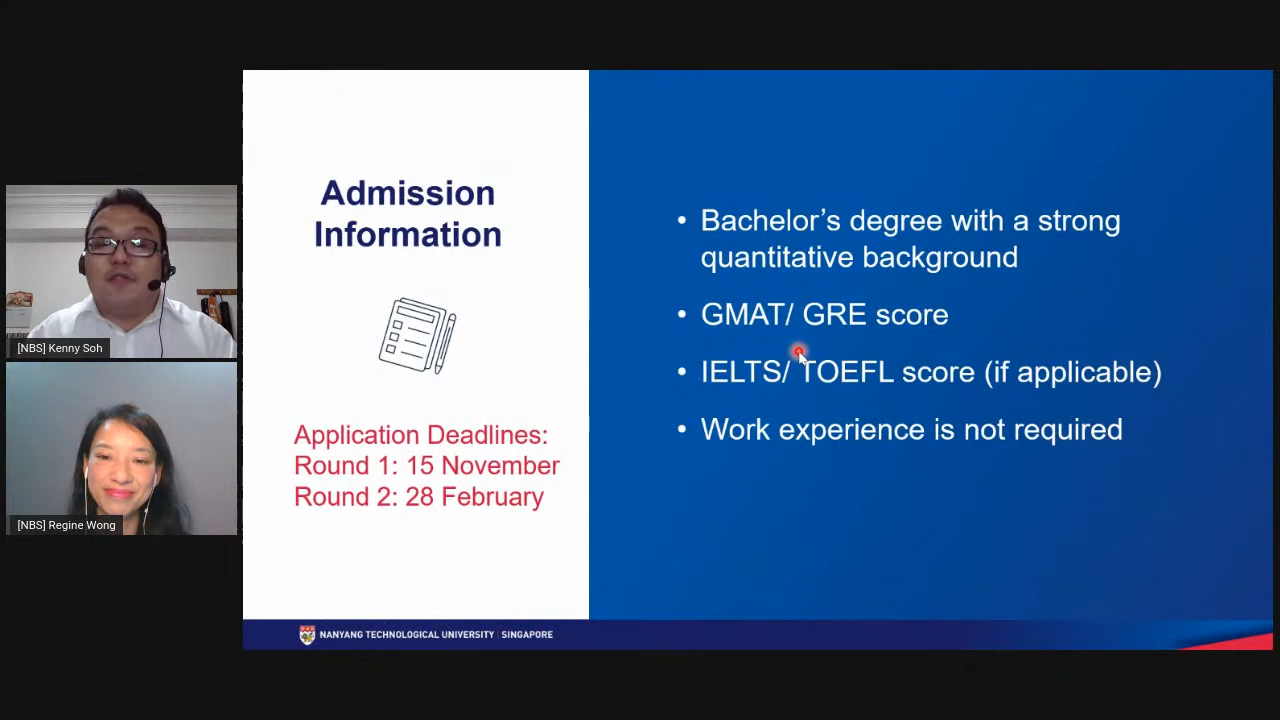 Admission
Information
Application Deadlines:
Round 1: 15 November
Round 2: 28 February
• Bachelor’s degree with a strong
quantitative background
• GMAT/ GRE score
• IELTS/ TOEFL score (if applicable)
• Work experience is not required
[NBS] Kenny Soh
[NBS] Regine Wong
NANYANG TECHNOLOGICAL UNIVERSITY | SINGAPORE